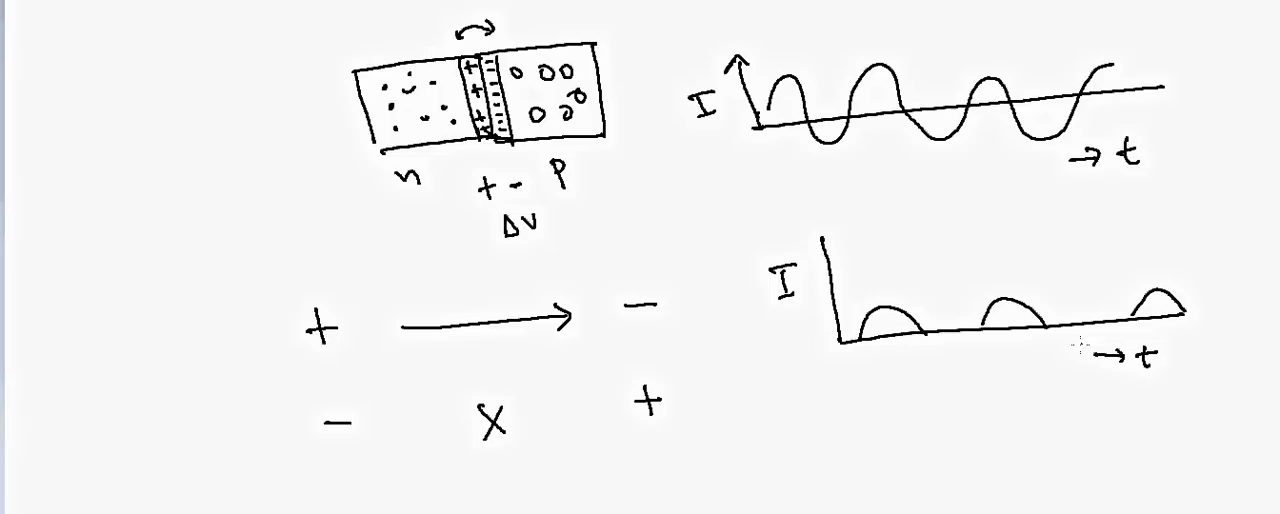 n + - p
ΔV
I
→ t
+ → -
- X +
I
→ t